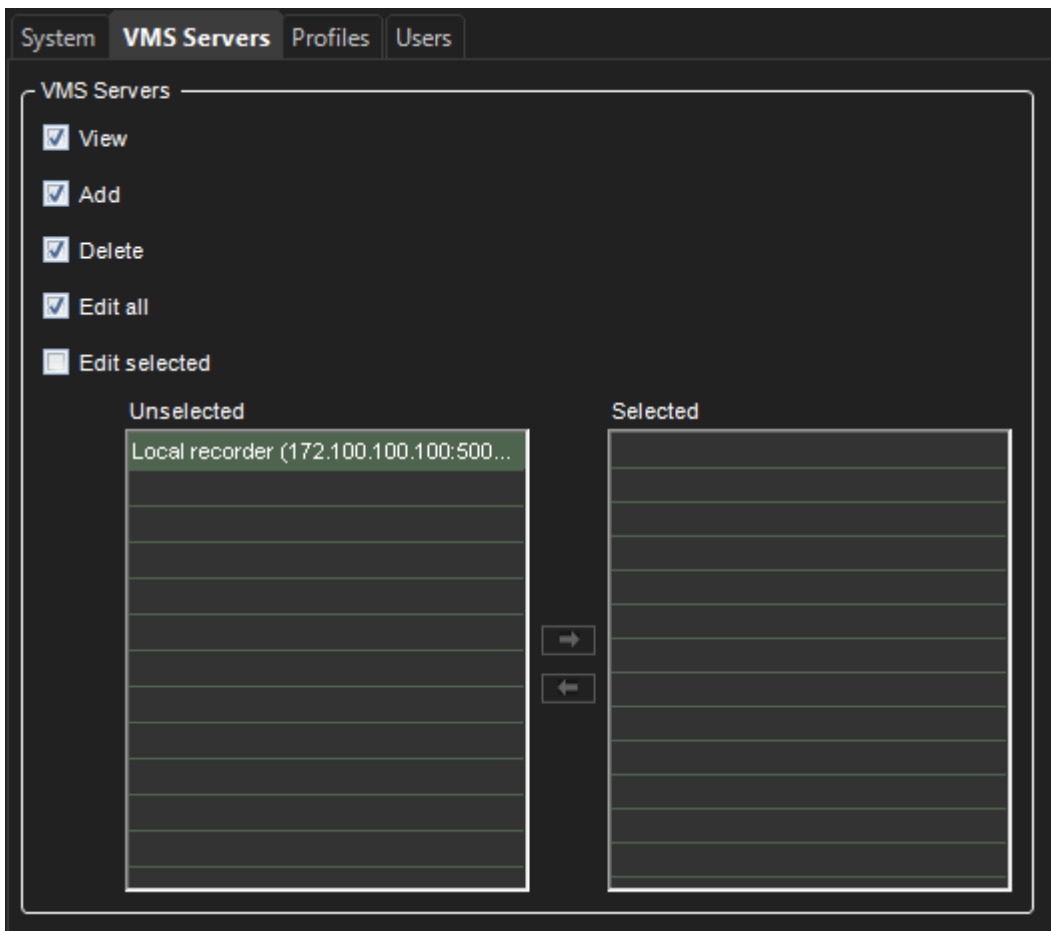 System VMS Servers Profiles Users
VMS Servers
View
Add
Delete
Edit all
Edit selected
Unselected Selected
Local recorder (172.100.100.100:500...